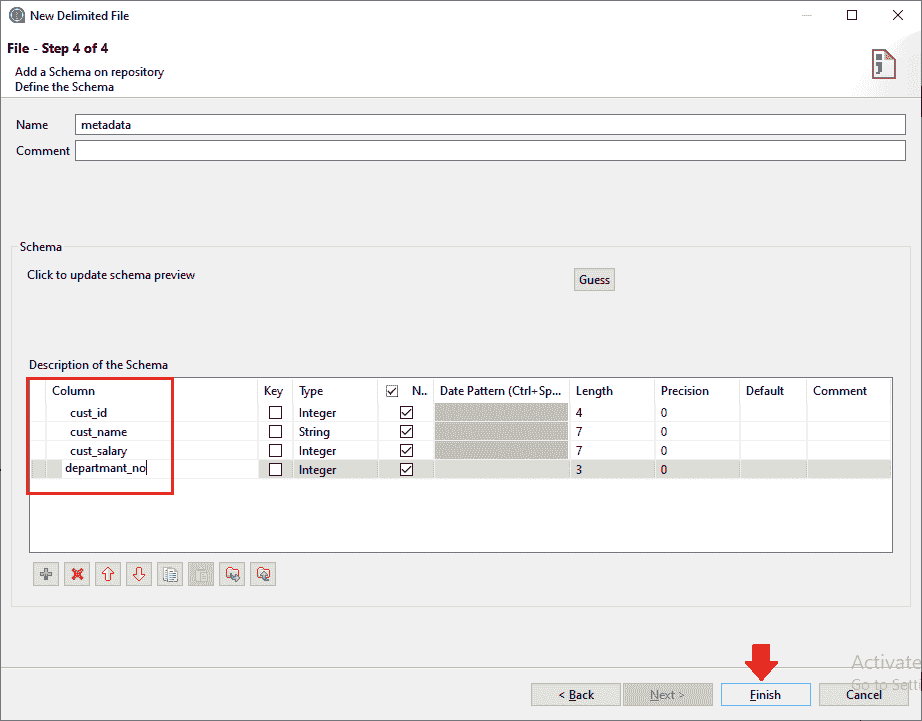 New Delimited File
File - Step 4 of 4
Add a Schema on repository
Define the Schema
Name metadata
Comment
Schema
Click to update schema preview Guess
Description of the Schema
Column Key Type N.. Date Pattern (Ctrl+Sp... Length Precision Default Comment
cust_id Integer 4 0
cust_name String 7 0
cust_salary Integer 7 0
departmant_no Integer 3 0
Activate
Go to Setti
< Back Next > Finish Cancel